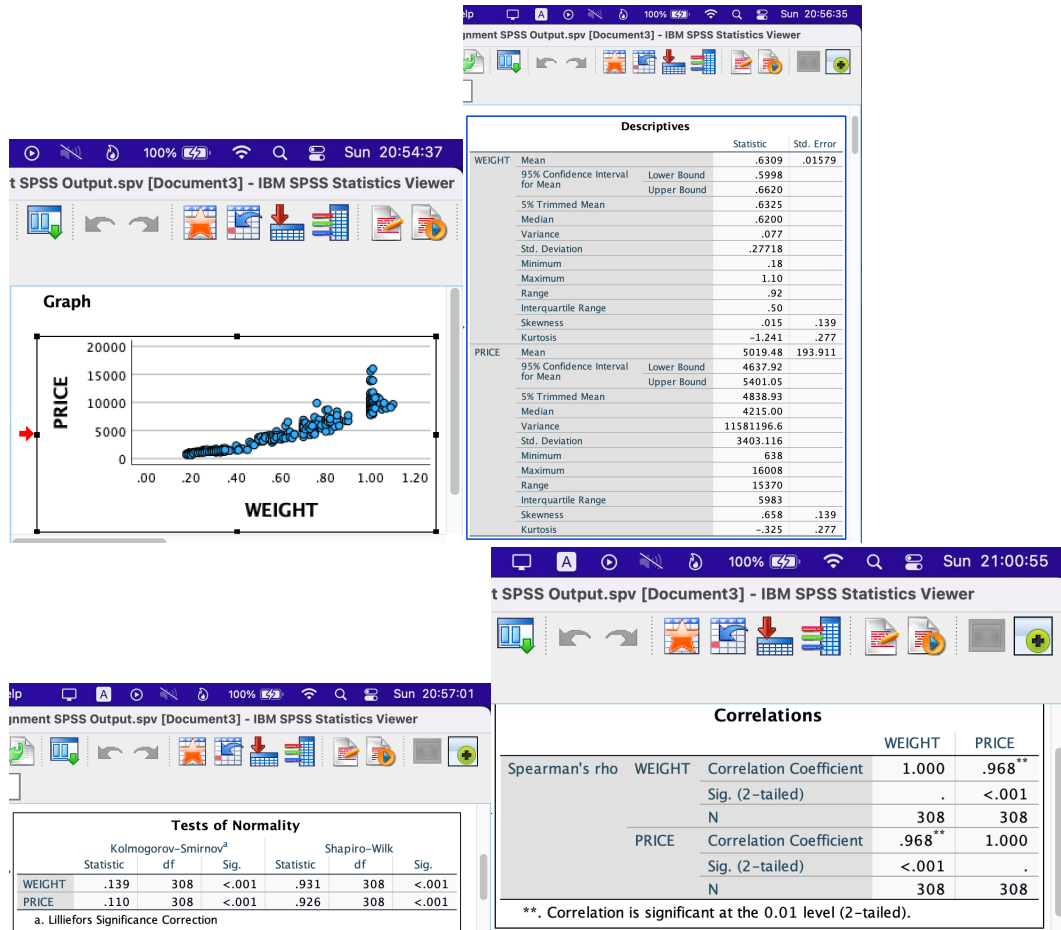 100% Sun 20:54:37
t SPSS Output.spv [Document3] - IBM SPSS Statistics Viewer
Graph
20000
15000
10000
5000
0
PRICE
.00 .20 .40 .60 .80 1.00 1.20
WEIGHT
elp A 100% Sun 20:56:35
gnment SPSS Output.spv [Document3] - IBM SPSS Statistics Viewer
Descriptives
Statistic Std. Error
WEIGHT Mean .6309 .01579
95% Confidence Interval for Mean Lower Bound .5998
Upper Bound .6620
5% Trimmed Mean .6325
Median .6200
Variance .077
Std. Deviation .27718
Minimum .18
Maximum 1.10
Range .92
Interquartile Range .50
Skewness .015 .139
Kurtosis -1.241 .277
PRICE Mean 5019.48 193.911
95% Confidence Interval for Mean Lower Bound 4637.92
Upper Bound 5401.05
5% Trimmed Mean 4838.93
Median 4215.00
Variance 11581196.6
Std. Deviation 3403.116
Minimum 638
Maximum 16008
Range 15370
Interquartile Range 5983
Skewness .658 .139
Kurtosis -.325 .277
elp A 100% Sun 20:57:01
gnment SPSS Output.spv [Document3] - IBM SPSS Statistics Viewer
Tests of Normality
Kolmogorov-Smirnovᵃ Shapiro-Wilk
Statistic df Sig. Statistic df Sig.
WEIGHT .139 308 <.001 .931 308 <.001
PRICE .110 308 <.001 .926 308 <.001
a. Lilliefors Significance Correction
A 100% Sun 21:00:55
t SPSS Output.spv [Document3] - IBM SPSS Statistics Viewer
Correlations
WEIGHT PRICE
Spearman's rho WEIGHT Correlation Coefficient 1.000 .968**
Sig. (2-tailed) . <.001
N 308 308
PRICE Correlation Coefficient .968** 1.000
Sig. (2-tailed) <.001 .
N 308 308
**. Correlation is significant at the 0.01 level (2-tailed).